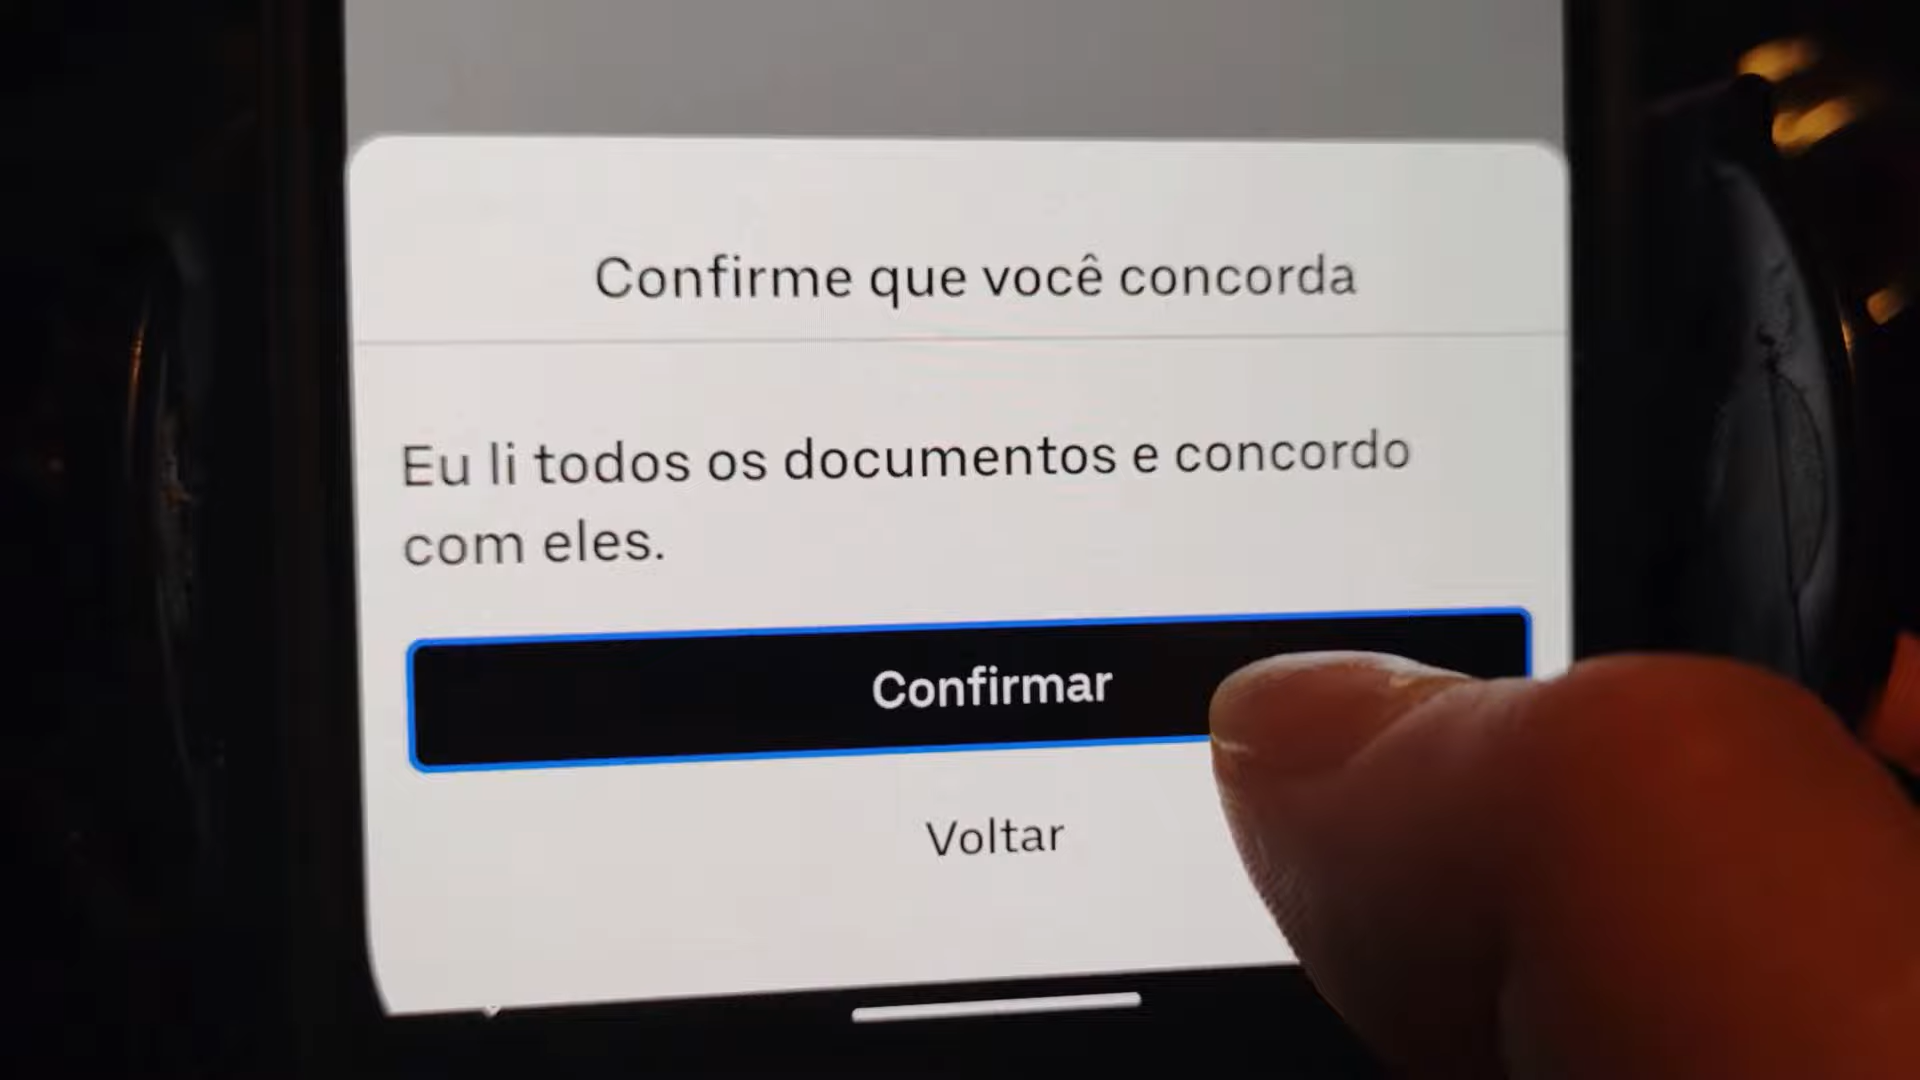 Confirme que você concorda
Eu li todos os documentos e concordo
com eles.
Confirmar
Voltar